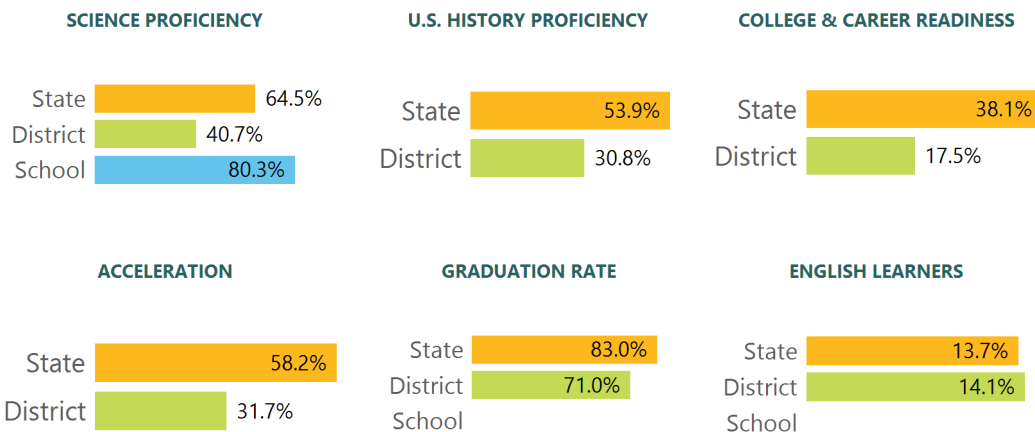 SCIENCE PROFICIENCY
State 64.5%
District 40.7%
School 80.3%
U.S. HISTORY PROFICIENCY
State 53.9%
District 30.8%
COLLEGE & CAREER READINESS
State 38.1%
District 17.5%
ACCELERATION
State 58.2%
District 31.7%
GRADUATION RATE
State 83.0%
District 71.0%
School
ENGLISH LEARNERS
State 13.7%
District 14.1%
School